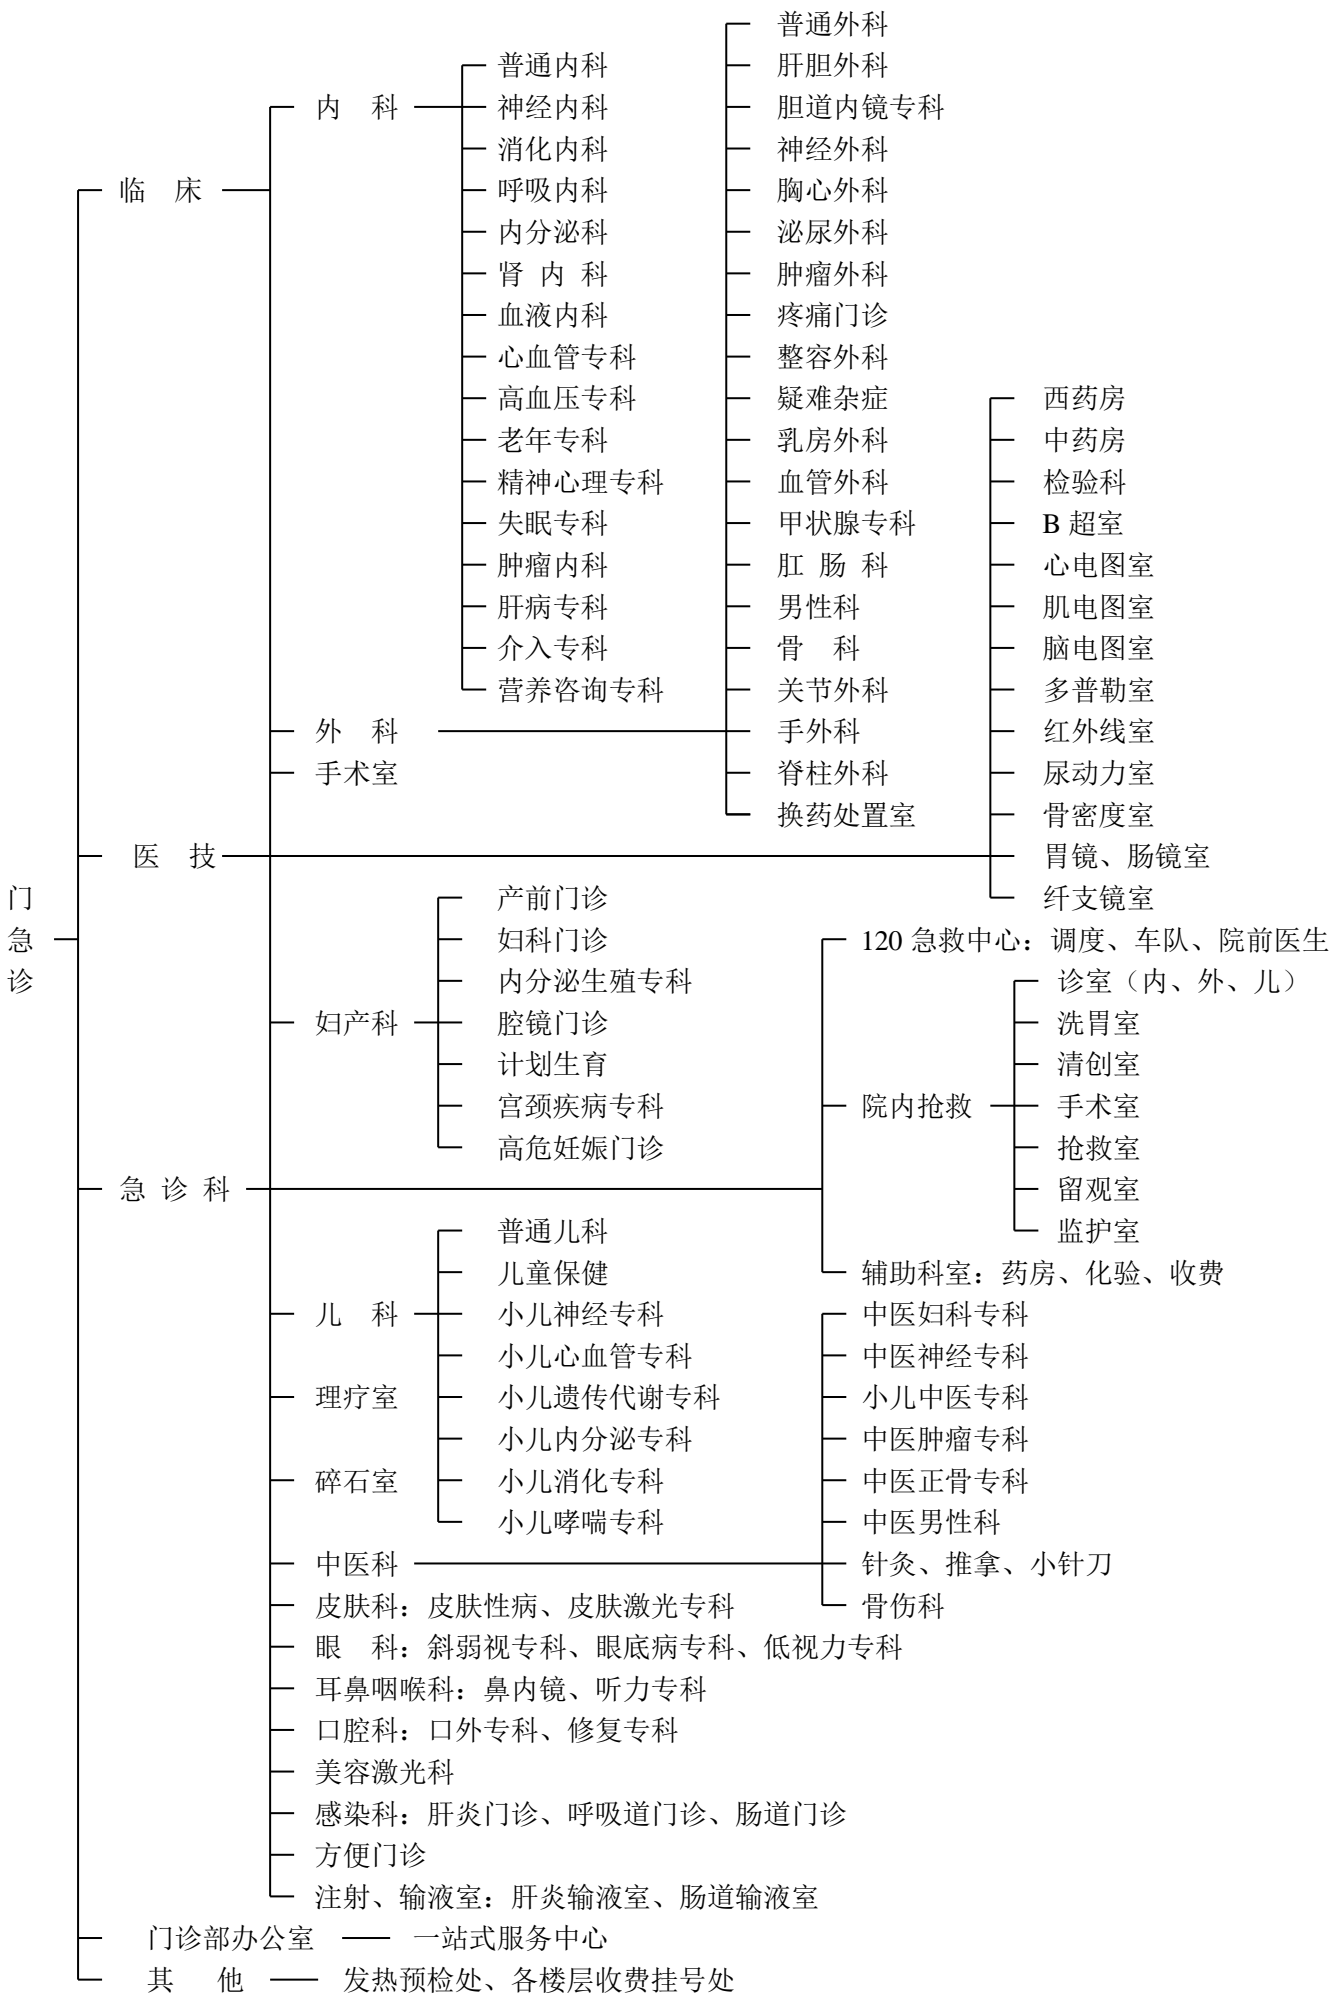 普通外科
普通内科 肝胆外科
内 科 神经内科 胆道内镜专科
消化内科 神经外科
临 床 呼吸内科 胸心外科
内分泌科 泌尿外科
肾 内 科 肿瘤外科
血液内科 疼痛门诊
心血管专科 整容外科
高血压专科 疑难杂症 西药房
老年专科 乳房外科 中药房
精神心理专科 血管外科 检验科
失眠专科 甲状腺专科 B 超室
肿瘤内科 肛 肠 科 心电图室
肝病专科 男性科 肌电图室
介入专科 骨 科 脑电图室
营养咨询专科 关节外科 多普勒室
外 科 手外科 红外线室
手术室 脊柱外科 尿动力室
换药处置室 骨密度室
医 技 胃镜、肠镜室
门 产前门诊 纤支镜室
急 妇科门诊 120 急救中心：调度、车队、院前医生
诊 内分泌生殖专科 诊室（内、外、儿）
妇产科 腔镜门诊 洗胃室
计划生育 清创室
宫颈疾病专科 院内抢救 手术室
高危妊娠门诊 抢救室
急 诊 科 留观室
普通儿科 监护室
儿童保健 辅助科室：药房、化验、收费
儿 科 小儿神经专科 中医妇科专科
小儿心血管专科 中医神经专科
理疗室 小儿遗传代谢专科 小儿中医专科
小儿内分泌专科 中医肿瘤专科
碎石室 小儿消化专科 中医正骨专科
小儿哮喘专科 中医男性科
中医科 针灸、推拿、小针刀
皮肤科：皮肤性病、皮肤激光专科 骨伤科
眼 科：斜弱视专科、眼底病专科、低视力专科
耳鼻咽喉科：鼻内镜、听力专科
口腔科：口外专科、修复专科
美容激光科
感染科：肝炎门诊、呼吸道门诊、肠道门诊
方便门诊
注射、输液室：肝炎输液室、肠道输液室
门诊部办公室 一站式服务中心
其 他 发热预检处、各楼层收费挂号处